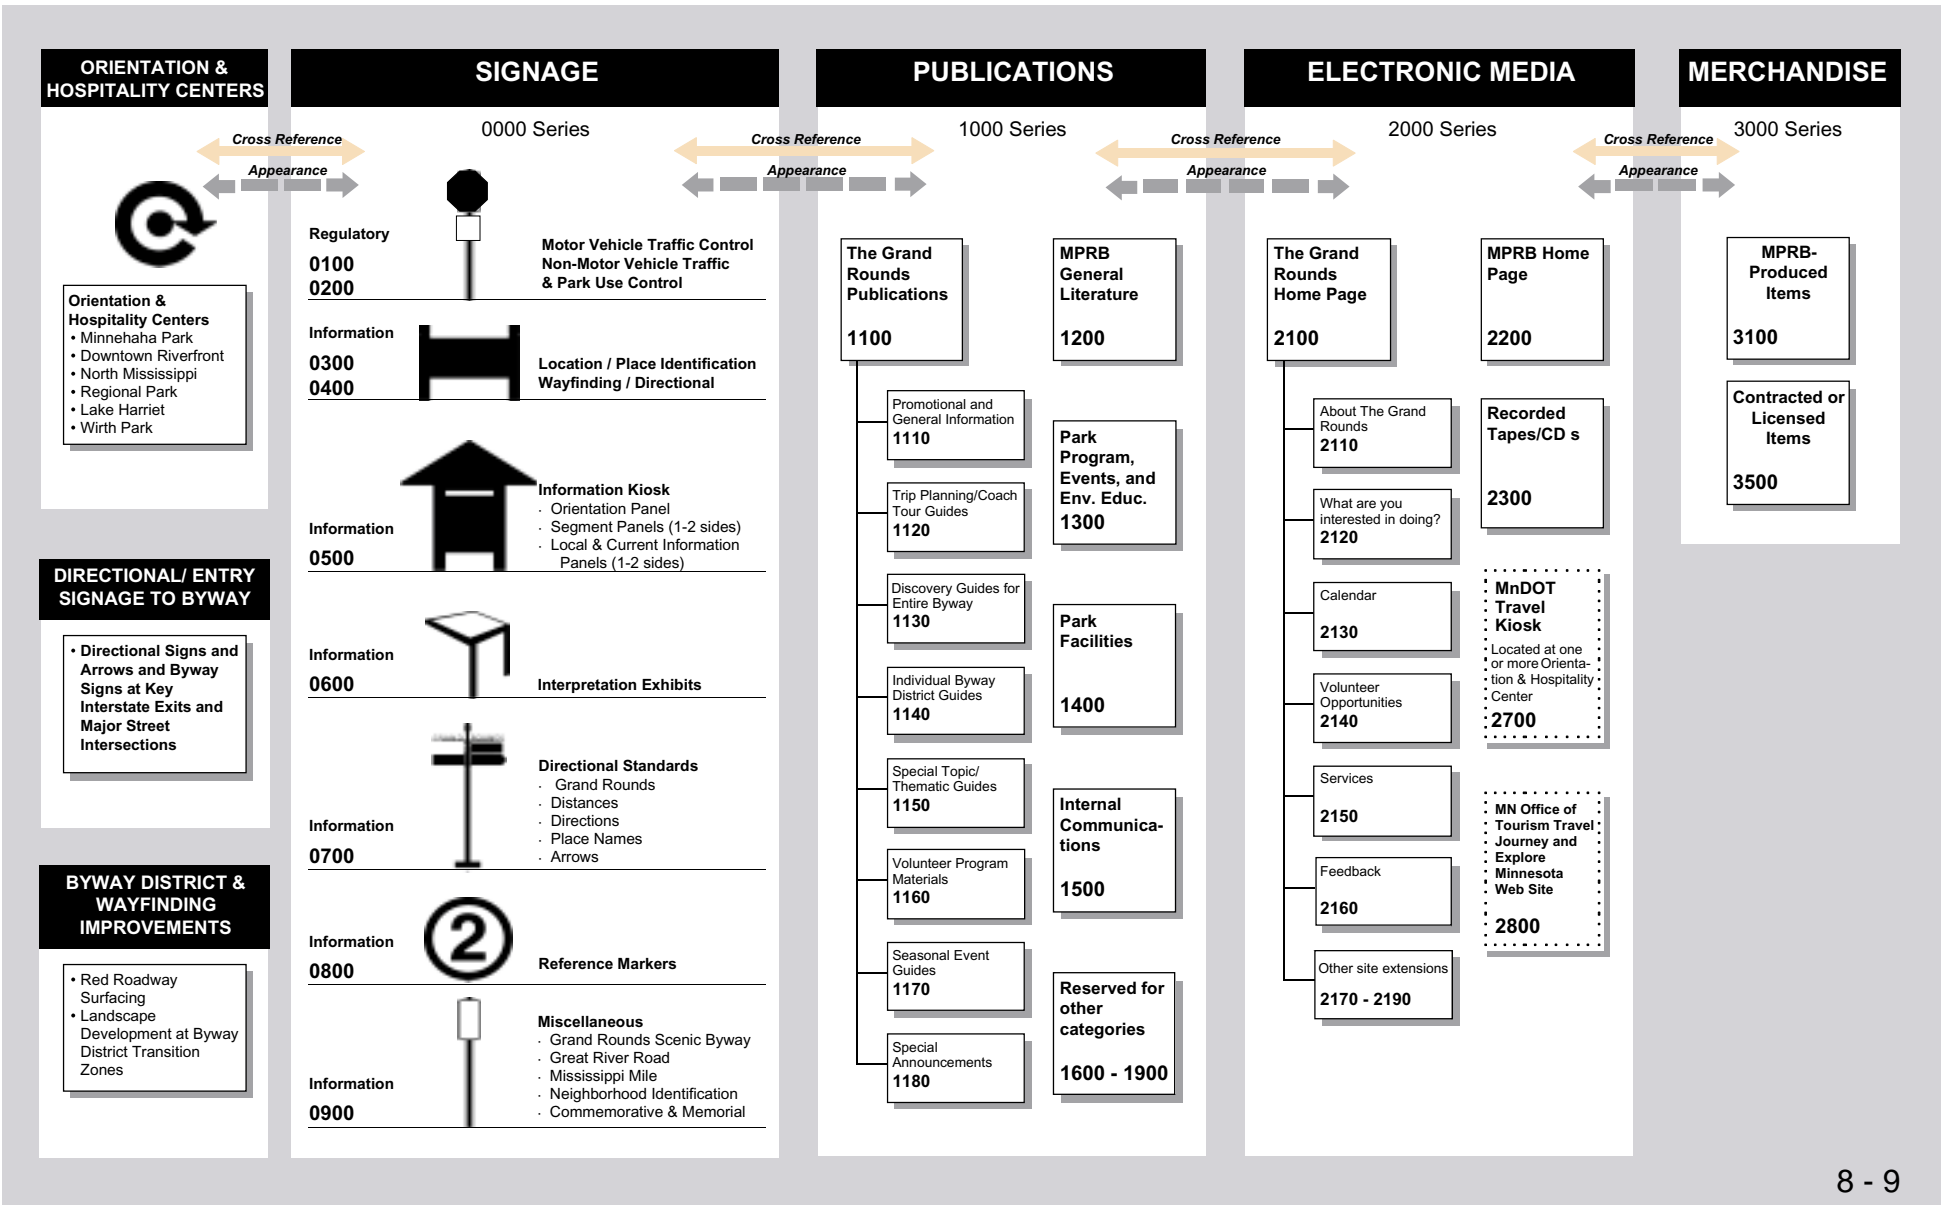 ORIENTATION &
HOSPITALITY CENTERS
Cross Reference
Appearance
Orientation &
Hospitality Centers
• Minnehaha Park
• Downtown Riverfront
• North Mississippi
• Regional Park
• Lake Harriet
• Wirth Park
DIRECTIONAL/ ENTRY
SIGNAGE TO BYWAY
• Directional Signs and
Arrows and Byway
Signs at Key
Interstate Exits and
Major Street
Intersections
BYWAY DISTRICT &
WAYFINDING
IMPROVEMENTS
• Red Roadway
Surfacing
• Landscape
Development at Byway
District Transition
Zones
SIGNAGE
0000 Series
Cross Reference
Appearance
Regulatory
0100
0200
Motor Vehicle Traffic Control
Non-Motor Vehicle Traffic
& Park Use Control
Information
0300
0400
Location / Place Identification
Wayfinding / Directional
Information
0500
Information Kiosk
· Orientation Panel
· Segment Panels (1-2 sides)
· Local & Current Information
Panels (1-2 sides)
Information
0600
Interpretation Exhibits
Information
0700
Directional Standards
· Grand Rounds
· Distances
· Directions
· Place Names
· Arrows
Information
0800
2
Reference Markers
Information
0900
Miscellaneous
· Grand Rounds Scenic Byway
· Great River Road
· Mississippi Mile
· Neighborhood Identification
· Commemorative & Memorial
PUBLICATIONS
1000 Series
Cross Reference
Appearance
The Grand
Rounds
Publications
1100
Promotional and
General Information
1110
Trip Planning/Coach
Tour Guides
1120
Discovery Guides for
Entire Byway
1130
Individual Byway
District Guides
1140
Special Topic/
Thematic Guides
1150
Volunteer Program
Materials
1160
Seasonal Event
Guides
1170
Special
Announcements
1180
MPRB
General
Literature
1200
Park
Program,
Events, and
Env. Educ.
1300
Park
Facilities
1400
Internal
Communica-
tions
1500
Reserved for
other
categories
1600 - 1900
ELECTRONIC MEDIA
2000 Series
Cross Reference
Appearance
The Grand
Rounds
Home Page
2100
About The Grand
Rounds
2110
What are you
interested in doing?
2120
Calendar
2130
Volunteer
Opportunities
2140
Services
2150
Feedback
2160
Other site extensions
2170 - 2190
MPRB Home
Page
2200
Recorded
Tapes/CD s
2300
MnDOT
Travel
Kiosk
Located at one
or more Orienta-
tion & Hospitality
Center
2700
MN Office of
Tourism Travel
Journey and
Explore
Minnesota
Web Site
2800
MERCHANDISE
3000 Series
MPRB-
Produced
Items
3100
Contracted or
Licensed
Items
3500
8 - 9